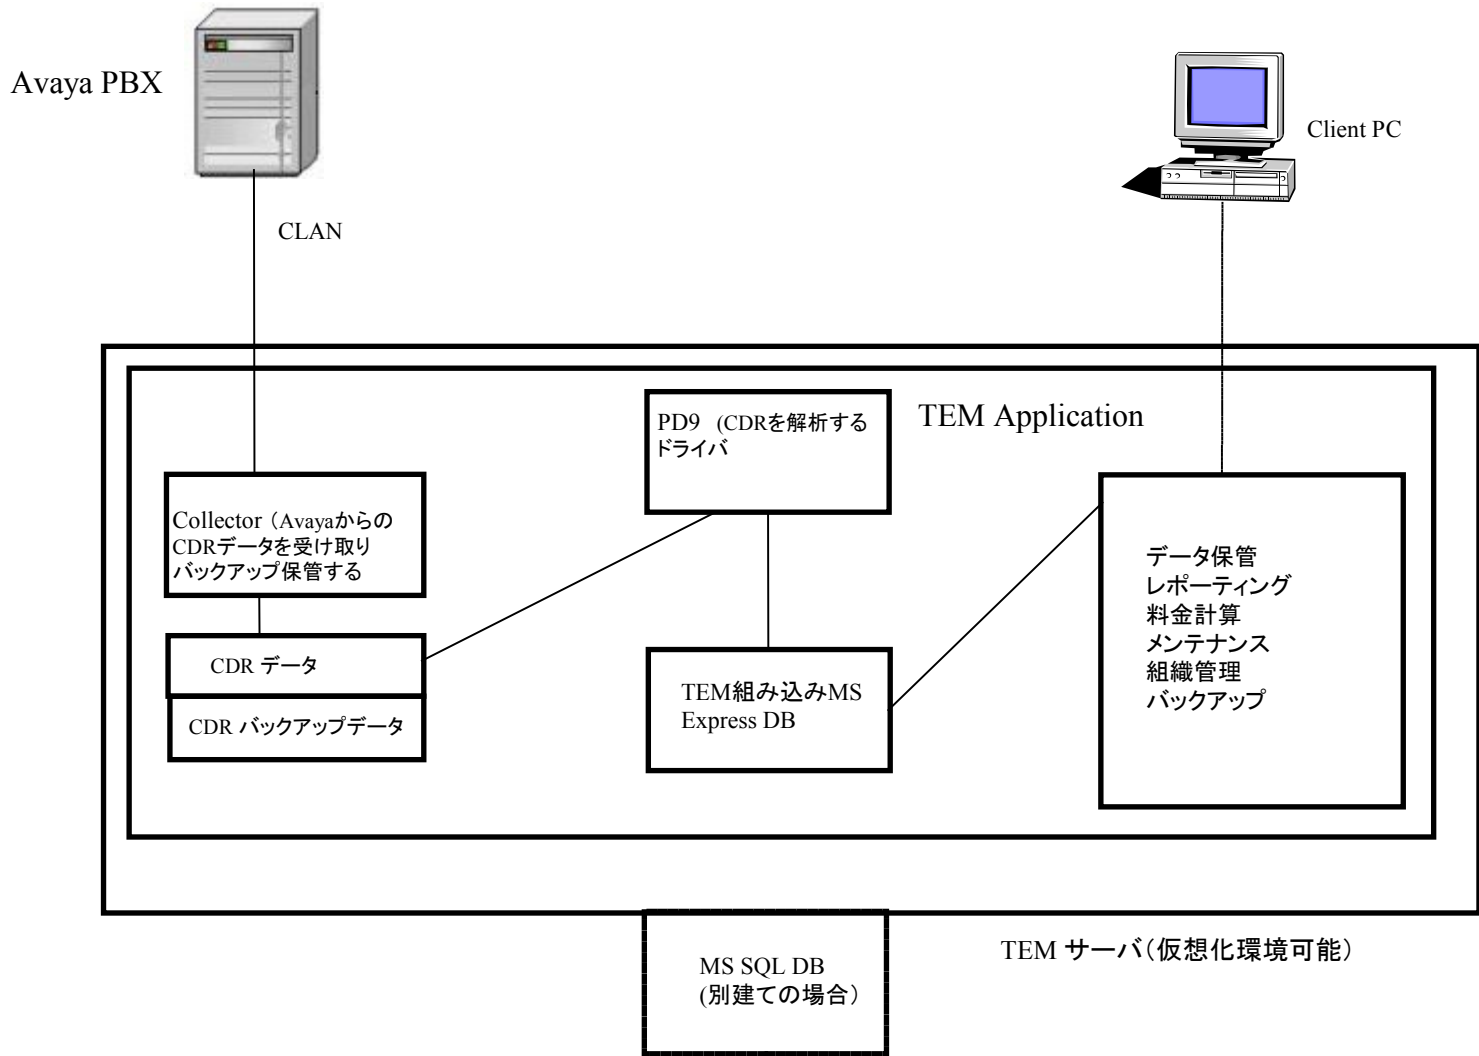 Avaya PBX
Client PC
CLAN
TEM Application
PD9 (CDRを解析する
ドライバ
Collector（Avayaからの
CDRデータを受け取り
バックアップ保管する
CDR データ
CDR バックアップデータ
TEM組み込みMS
Express DB
データ保管
レポーティング
料金計算
メンテナンス
組織管理
バックアップ
MS SQL DB
(別建ての場合）
TEM サーバ（仮想化環境可能）